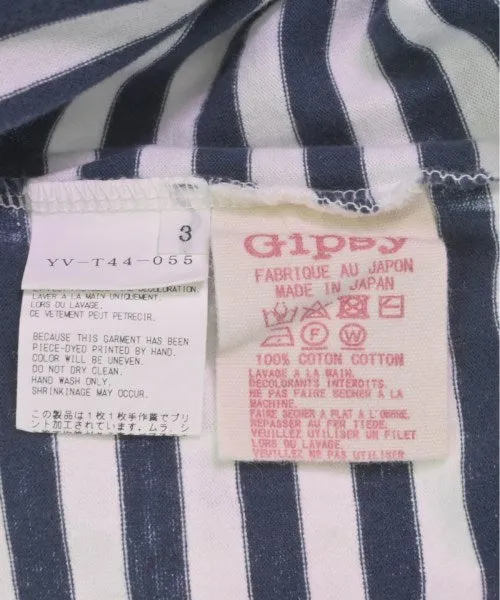 3
YV-T44-055
DECOLORATION.
LAVER A LA MAIN UNIQUEMENT.
LORS DU LAVAGE.
CE VETEMENT PEUT PETRECIR.
BECAUSE THIS GARMENT HAS BEEN
PIECE-DYED PRINTED BY HAND.
COLOR WILL BE UNEVEN.
DO NOT DRY CLEAN.
HAND WASH ONLY.
SHRINKAGE MAY OCCUR.
この製品は1枚1枚手作業でプリ
ント加工されています。ムラ、シ
Gipsy
FABRIQUE AU JAPON
MADE IN JAPAN
F W
100% COTON COTTON
LAVAGE A LA MAIN.
DECOLORANTS INTERDITS.
NE PAS FAIRE SECHER A LA
MACHINE.
FAIRE SECHER A PLAT A L'OMBRE.
REPASSER AU FER TIEDE.
VEUILLEZ UTILISER UN FILET
LORS DU LAVAGE.
VEUILLEZ NE PAS UTILISER